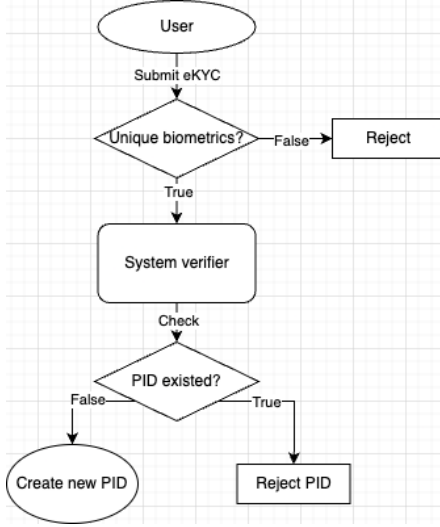 User
Submit eKYC
Unique biometrics?
False
Reject
True
System verifier
Check
PID existed?
False
True
Create new PID
Reject PID